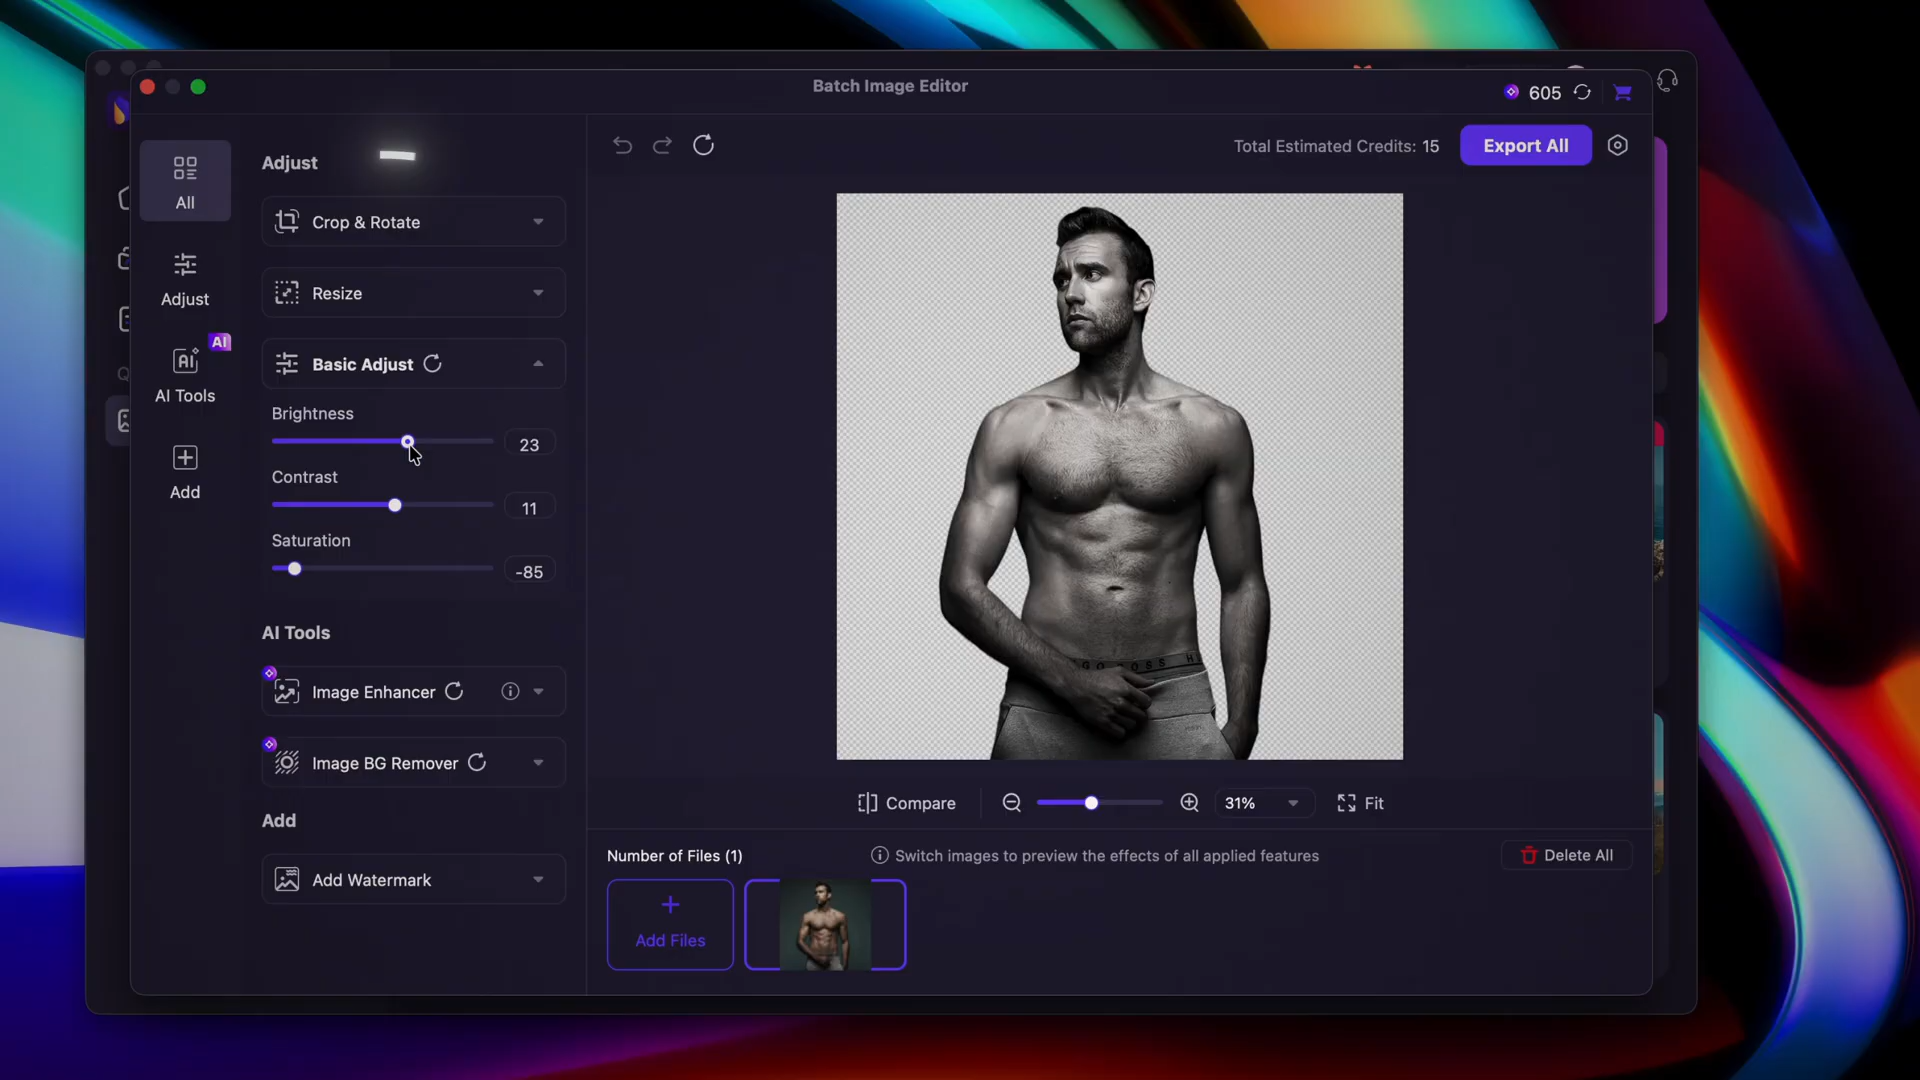 Batch Image Editor
605
Total Estimated Credits: 15
Export All
All
Adjust
AI
AI Tools
Add
Adjust
Crop & Rotate
Resize
Basic Adjust
Brightness
23
Contrast
11
Saturation
-85
AI Tools
Image Enhancer
Image BG Remover
Add
Add Watermark
GO BOSS H
Compare
31%
Fit
Number of Files (1)
Switch images to preview the effects of all applied features
Delete All
+
Add Files